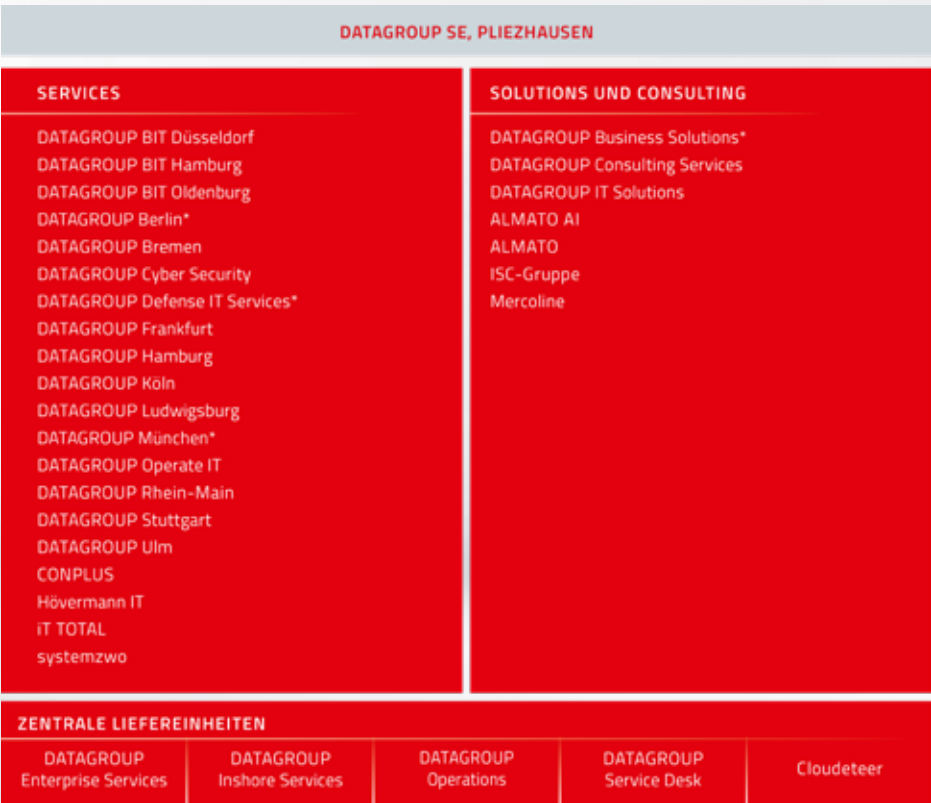 DATAGROUP SE, PLIEZHAUSEN
SERVICES
DATAGROUP BIT Düsseldorf
DATAGROUP BIT Hamburg
DATAGROUP BIT Oldenburg
DATAGROUP Berlin*
DATAGROUP Bremen
DATAGROUP Cyber Security
DATAGROUP Defense IT Services*
DATAGROUP Frankfurt
DATAGROUP Hamburg
DATAGROUP Köln
DATAGROUP Ludwigsburg
DATAGROUP München*
DATAGROUP Operate IT
DATAGROUP Rhein-Main
DATAGROUP Stuttgart
DATAGROUP Ulm
CONPLUS
Hövermann IT
iT TOTAL
systemzwo
SOLUTIONS UND CONSULTING
DATAGROUP Business Solutions*
DATAGROUP Consulting Services
DATAGROUP IT Solutions
ALMATO AI
ALMATO
ISC-Gruppe
Mercoline
ZENTRALE LIEFEREINHEITEN
DATAGROUP
Enterprise Services
DATAGROUP
Inshore Services
DATAGROUP
Operations
DATAGROUP
Service Desk
Cloudeteer